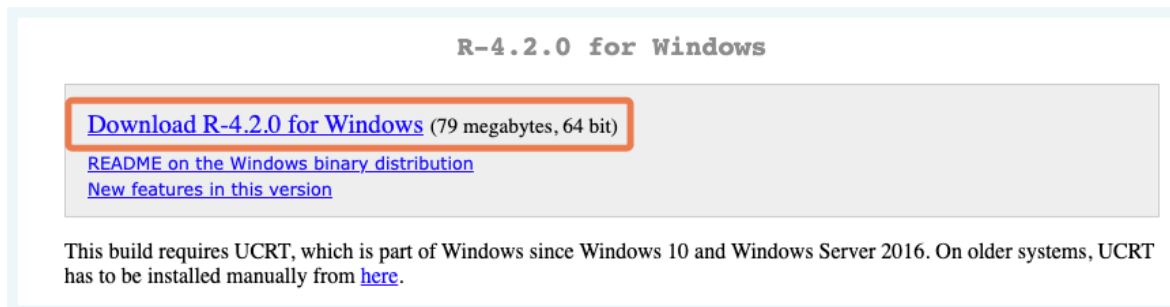 R-4.2.0 for Windows
Download R-4.2.0 for Windows (79 megabytes, 64 bit)
README on the Windows binary distribution
New features in this version
This build requires UCRT, which is part of Windows since Windows 10 and Windows Server 2016. On older systems, UCRT
has to be installed manually from here.